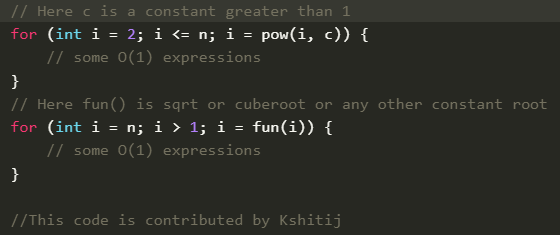 // Here c is a constant greater than 1
for (int i = 2; i <= n; i = pow(i, c)) {
    // some O(1) expressions
}
// Here fun() is sqrt or cuberoot or any other constant root
for (int i = n; i > 1; i = fun(i)) {
    // some O(1) expressions
}

//This code is contributed by Kshitij